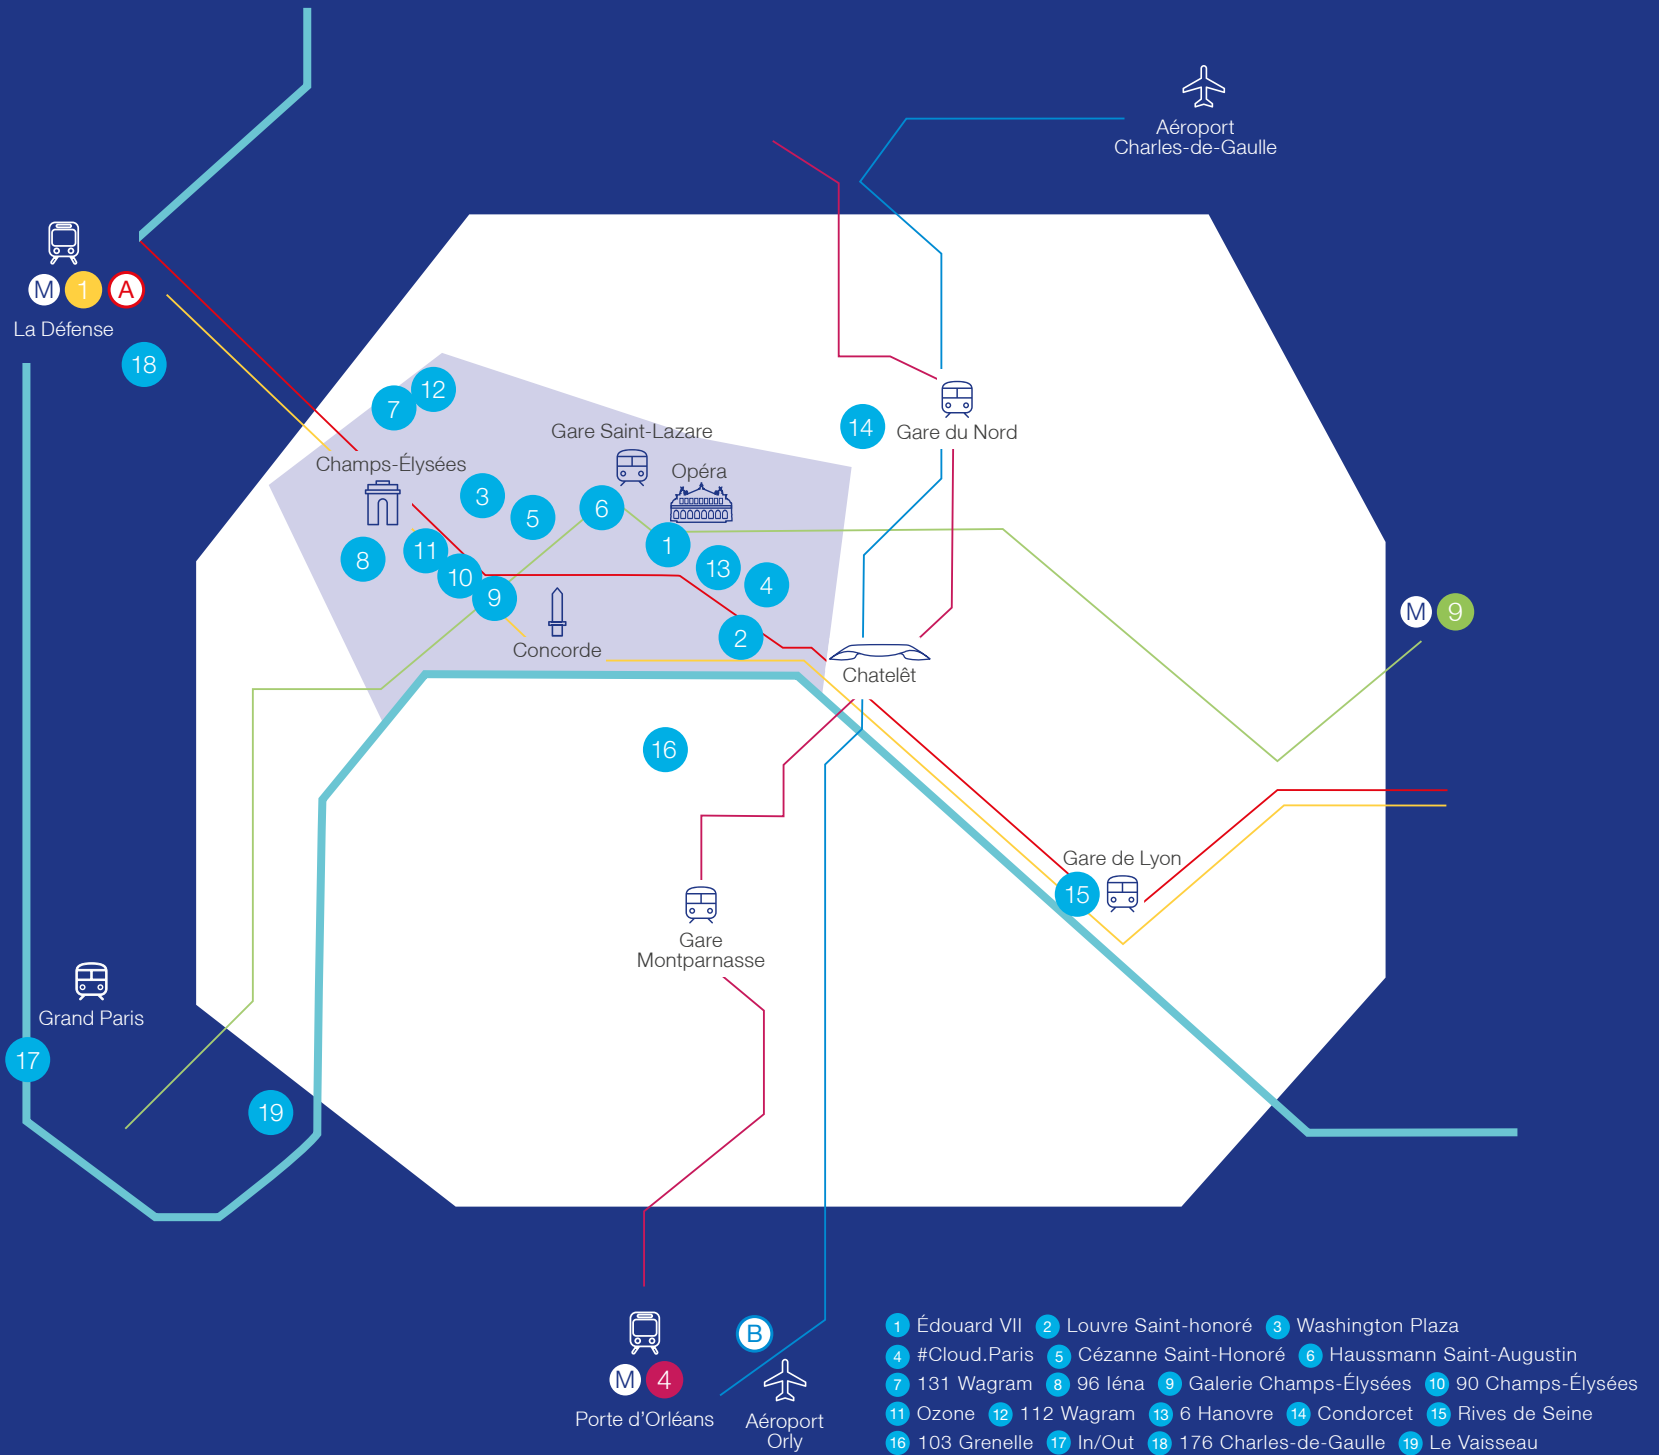 Aéroport
Charles-de-Gaulle
M 1 A
La Défense
18
12
7
14
Gare du Nord
Gare Saint-Lazare
Champs-Élysées
Opéra
3
5
6
1
11
8
13
10
4
9
M 9
2
Concorde
Chatelêt
16
Gare de Lyon
15
Gare
Montparnasse
Grand Paris
17
19
B
M 4
Porte d'Orléans
Aéroport
Orly
1 Édouard VII 2 Louvre Saint-honoré 3 Washington Plaza
4 #Cloud.Paris 5 Cézanne Saint-Honoré 6 Haussmann Saint-Augustin
7 131 Wagram 8 96 Iéna 9 Galerie Champs-Élysées 10 90 Champs-Élysées
11 Ozone 12 112 Wagram 13 6 Hanovre 14 Condorcet 15 Rives de Seine
16 103 Grenelle 17 In/Out 18 176 Charles-de-Gaulle 19 Le Vaisseau